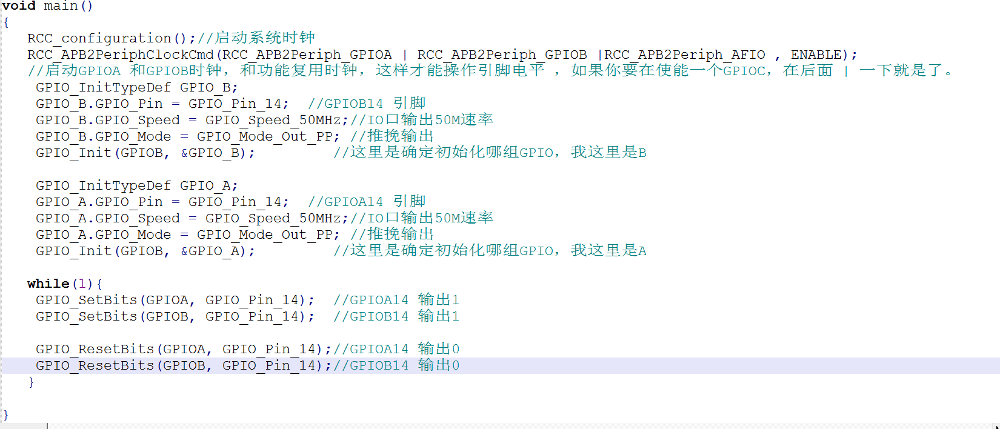 void main()
{
RCC_configuration();//启动系统时钟
RCC_APB2PeriphClockCmd(RCC_APB2Periph_GPIOA | RCC_APB2Periph_GPIOB |RCC_APB2Periph_AFIO , ENABLE);
//启动GPIOA 和GPIOB时钟，和功能复用时钟，这样才能操作引脚电平 ，如果你要在使能一个GPIOC，在后面 | 一下就是了。
GPIO_InitTypeDef GPIO_B;
GPIO_B.GPIO_Pin = GPIO_Pin_14;  //GPIOB14 引脚
GPIO_B.GPIO_Speed = GPIO_Speed_50MHz;//IO口输出50M速率
GPIO_B.GPIO_Mode = GPIO_Mode_Out_PP; //推挽输出
GPIO_Init(GPIOB, &GPIO_B);         //这里是确定初始化哪组GPIO，我这里是B
GPIO_InitTypeDef GPIO_A;
GPIO_A.GPIO_Pin = GPIO_Pin_14;  //GPIOA14 引脚
GPIO_A.GPIO_Speed = GPIO_Speed_50MHz;//IO口输出50M速率
GPIO_A.GPIO_Mode = GPIO_Mode_Out_PP; //推挽输出
GPIO_Init(GPIOB, &GPIO_A);         //这里是确定初始化哪组GPIO，我这里是A
while(1){
GPIO_SetBits(GPIOA, GPIO_Pin_14);  //GPIOA14 输出1
GPIO_SetBits(GPIOB, GPIO_Pin_14);  //GPIOB14 输出1
GPIO_ResetBits(GPIOA, GPIO_Pin_14);//GPIOA14 输出0
GPIO_ResetBits(GPIOB, GPIO_Pin_14);//GPIOB14 输出0
}
}